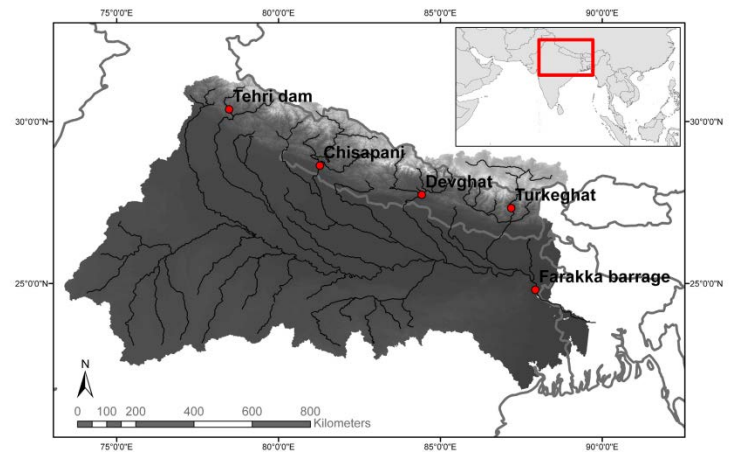 75°0'0"E 80°0'0"E 85°0'0"E 90°0'0"E
30°0'0"N 30°0'0"N
Tehri dam
Chisapani
Devghat
Turkeghat
25°0'0"N 25°0'0"N
Farakka barrage
N
0 100 200 400 600 800
Kilometers
75°0'0"E 80°0'0"E 85°0'0"E 90°0'0"E